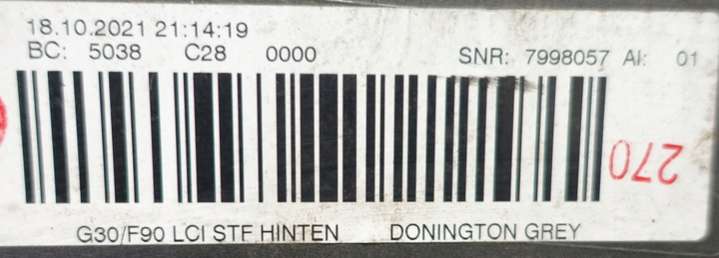 18.10.2021 21:14:19
BC: 5038 C28 0000 SNR: 7998057 AI: 01
270
G30/F90 LCI STF HINTEN DONINGTON GREY